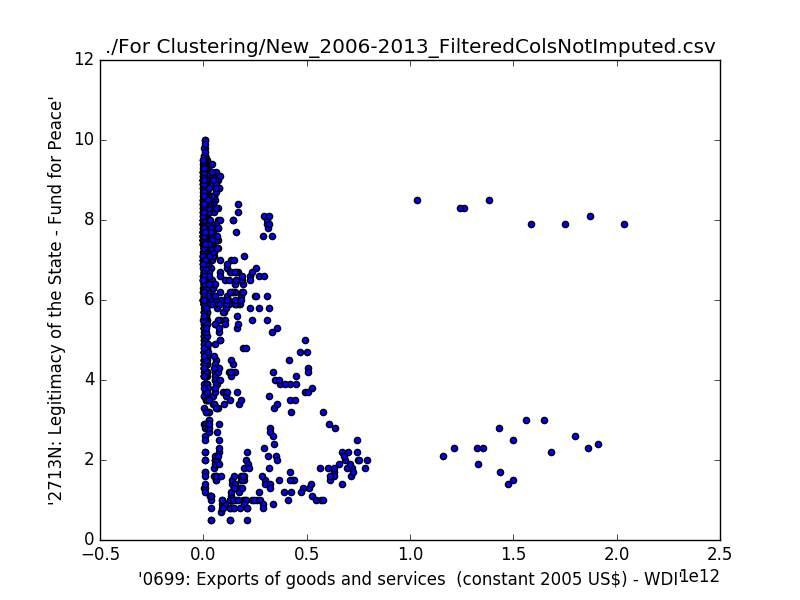 ./For Clustering/New_2006-2013_FilteredColsNotImputed.csv
12
10
8
6
4
2
0
'2713N: Legitimacy of the State - Fund for Peace'
−0.5 0.0 0.5 1.0 1.5 2.0 2.5
1e12
'0699: Exports of goods and services  (constant 2005 US$) - WDI'